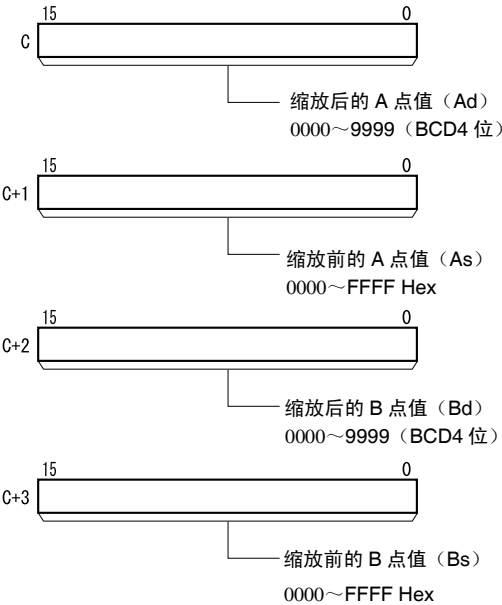 15 0
C
缩放后的 A 点值（Ad）
0000～9999（BCD4 位）
15 0
C+1
缩放前的 A 点值（As）
0000～FFFF Hex
15 0
C+2
缩放后的 B 点值（Bd）
0000～9999（BCD4 位）
15 0
C+3
缩放前的 B 点值（Bs）
0000～FFFF Hex